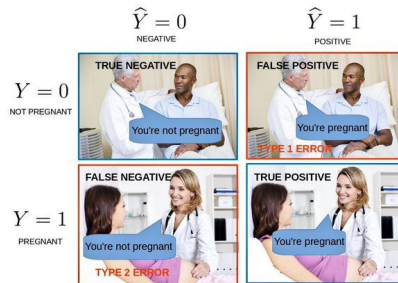 Ŷ = 0
NEGATIVE
Ŷ = 1
POSITIVE
Y = 0
NOT PREGNANT
TRUE NEGATIVE
You're not pregnant
FALSE POSITIVE
You're pregnant
TYPE 1 ERROR
Y = 1
PREGNANT
FALSE NEGATIVE
You're not pregnant
TYPE 2 ERROR
TRUE POSITIVE
You're pregnant